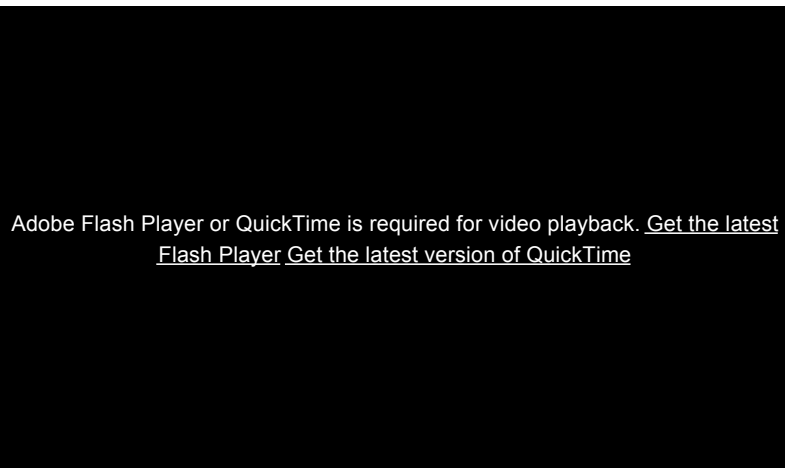 Adobe Flash Player or QuickTime is required for video playback. Get the latest
Flash Player Get the latest version of QuickTime